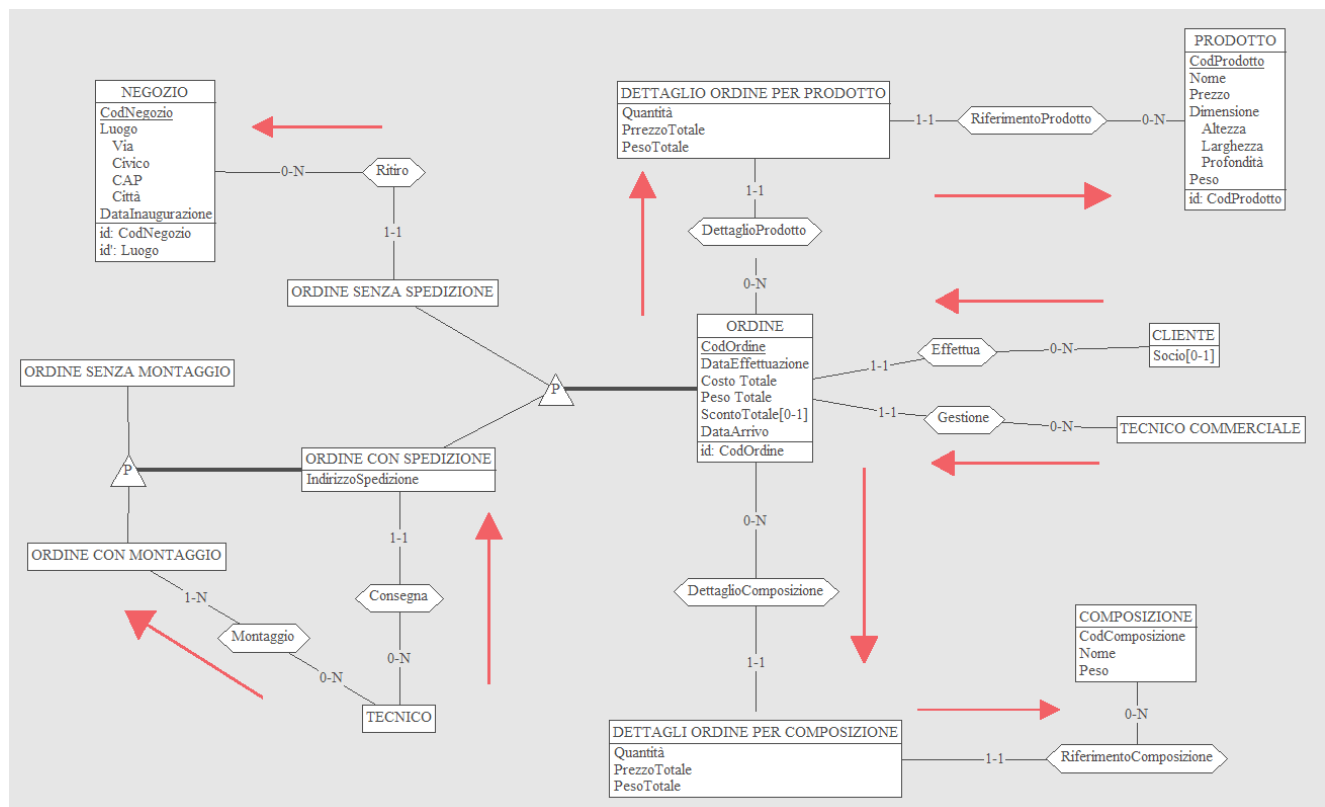 PRODOTTO
CodProdotto
Nome
Prezzo
Dimensione
Altezza
Larghezza
Profondità
Peso
id: CodProdotto
NEGOZIO
CodNegozio
Luogo
Via
Civico
CAP
Città
DataInaugurazione
id: CodNegozio
id': Luogo
DETTAGLIO ORDINE PER PRODOTTO
Quantità
PrrezzoTotale
PesoTotale
1-1
RiferimentoProdotto
0-N
0-N
Ritiro
1-1
1-1
DettaglioProdotto
0-N
ORDINE SENZA SPEDIZIONE
ORDINE
CodOrdine
DataEffettuazione
Costo Totale
Peso Totale
ScontoTotale[0-1]
DataArrivo
id: CodOrdine
1-1
Effettua
0-N
CLIENTE
Socio[0-1]
1-1
Gestione
0-N
TECNICO COMMERCIALE
P
ORDINE SENZA MONTAGGIO
P
ORDINE CON SPEDIZIONE
IndirizzoSpedizione
ORDINE CON MONTAGGIO
1-1
Consegna
0-N
1-N
Montaggio
0-N
TECNICO
0-N
DettaglioComposizione
1-1
COMPOSIZIONE
CodComposizione
Nome
Peso
0-N
DETTAGLI ORDINE PER COMPOSIZIONE
Quantità
PrezzoTotale
PesoTotale
1-1
RiferimentoComposizione